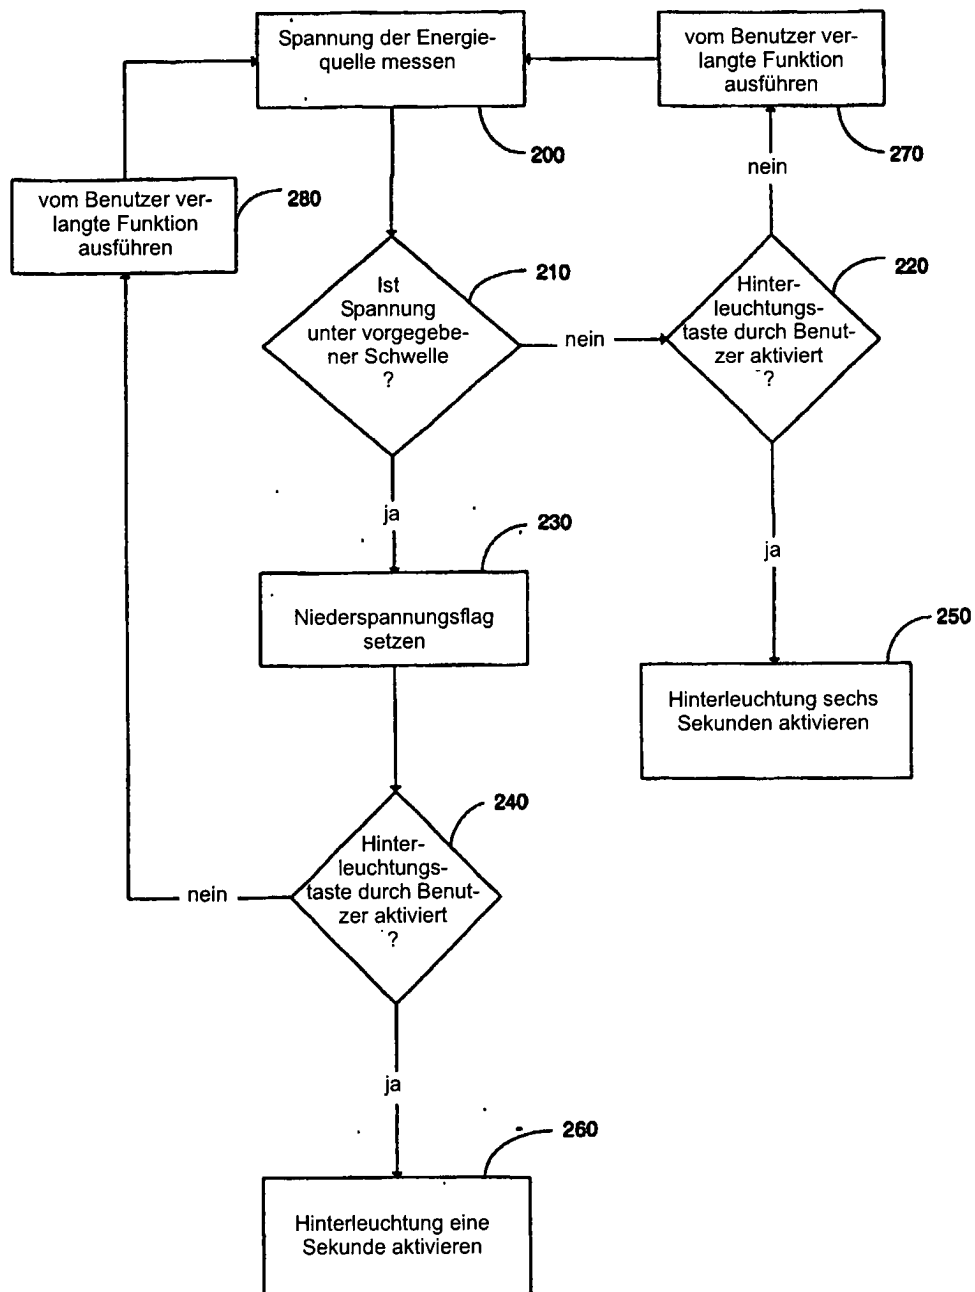 Spannung der Energie-
quelle messen
200
vom Benutzer ver-
langte Funktion
ausführen
270
nein
vom Benutzer ver-
langte Funktion
ausführen
280
Ist
Spannung
unter vorgegebe-
ner Schwelle
?
210
nein
Hinter-
leuchtungs-
taste durch Benut-
zer aktiviert
?
220
ja
ja
230
Niederspannungsflag
setzen
250
Hinterleuchtung sechs
Sekunden aktivieren
240
Hinter-
leuchtungs-
taste durch Benut-
zer aktiviert
?
nein
ja
260
Hinterleuchtung eine
Sekunde aktivieren